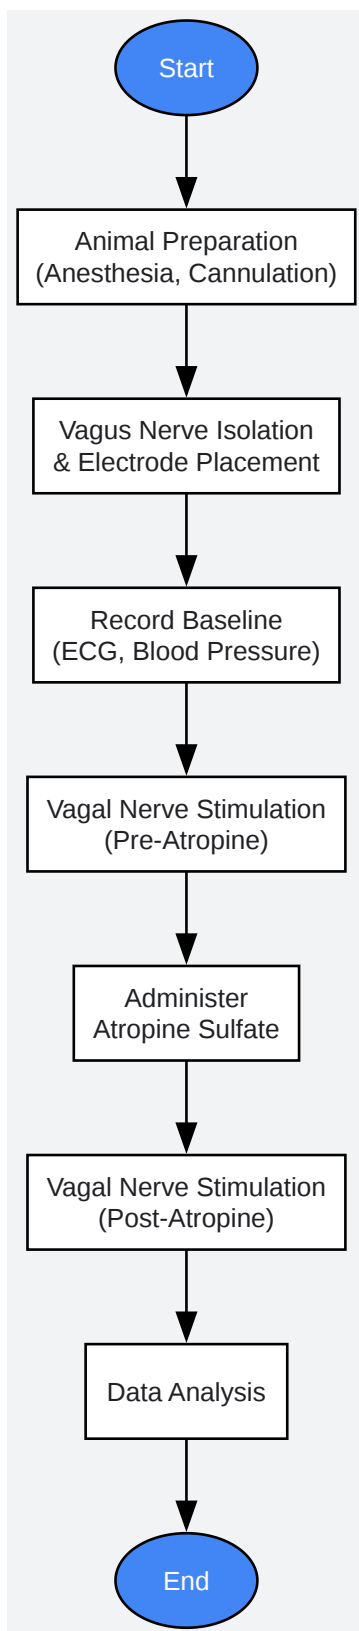 Start
Animal Preparation
(Anesthesia, Cannulation)
Vagus Nerve Isolation
& Electrode Placement
Record Baseline
(ECG, Blood Pressure)
Vagal Nerve Stimulation
(Pre-Atropine)
Administer
Atropine Sulfate
Vagal Nerve Stimulation
(Post-Atropine)
Data Analysis
End